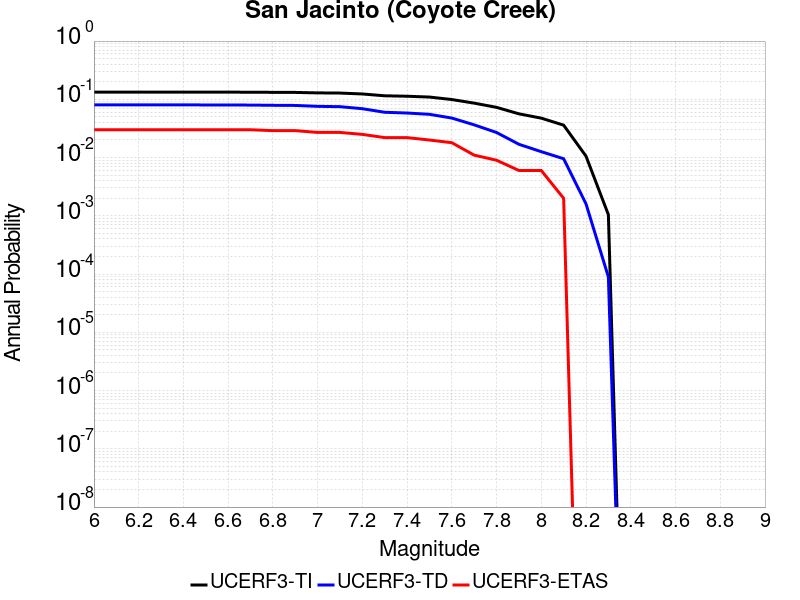 San Jacinto (Coyote Creek)
10^0
10^-1
10^-2
10^-3
10^-4
10^-5
10^-6
10^-7
10^-8
Annual Probability
6 6.2 6.4 6.6 6.8 7 7.2 7.4 7.6 7.8 8 8.2 8.4 8.6 8.8 9
Magnitude
UCERF3-TI UCERF3-TD UCERF3-ETAS